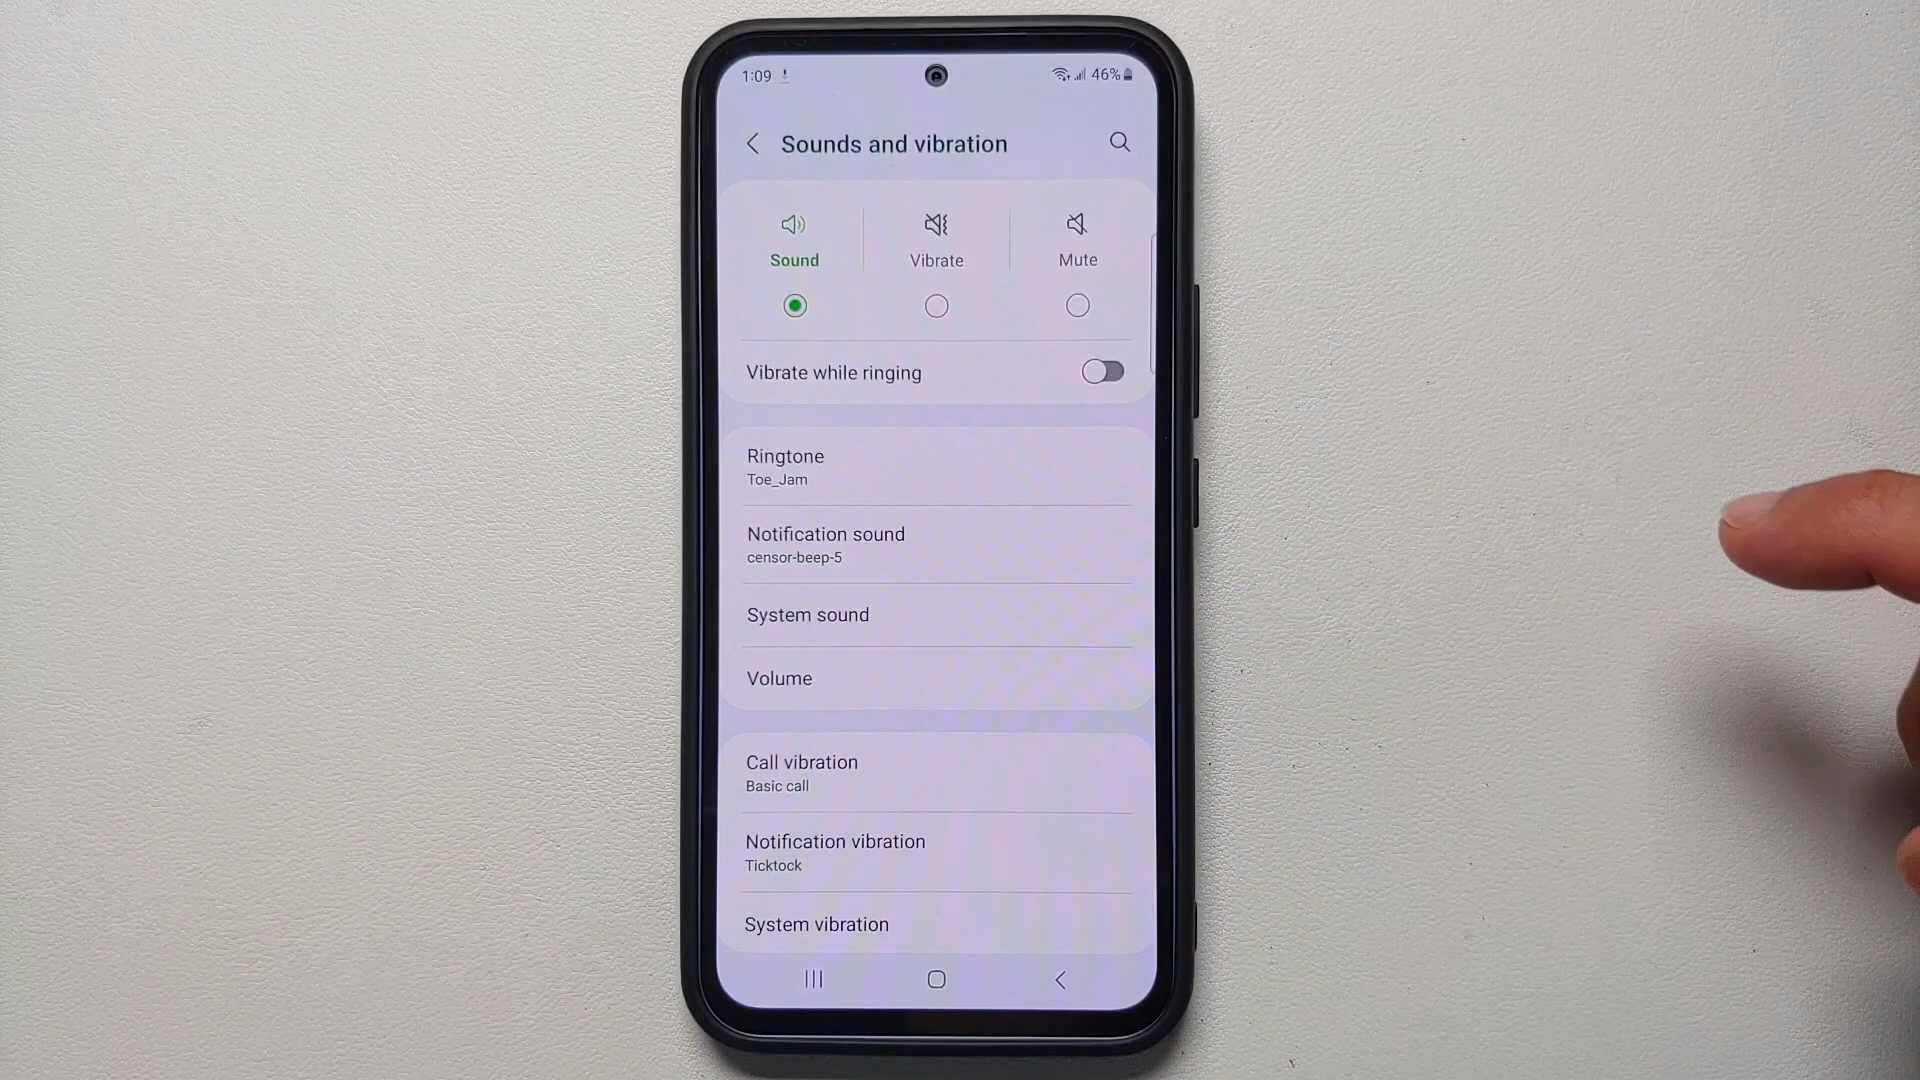 1:09
46%
Sounds and vibration
Sound
Vibrate
Mute
Vibrate while ringing
Ringtone
Toe_Jam
Notification sound
censor-beep-5
System sound
Volume
Call vibration
Basic call
Notification vibration
Ticktock
System vibration